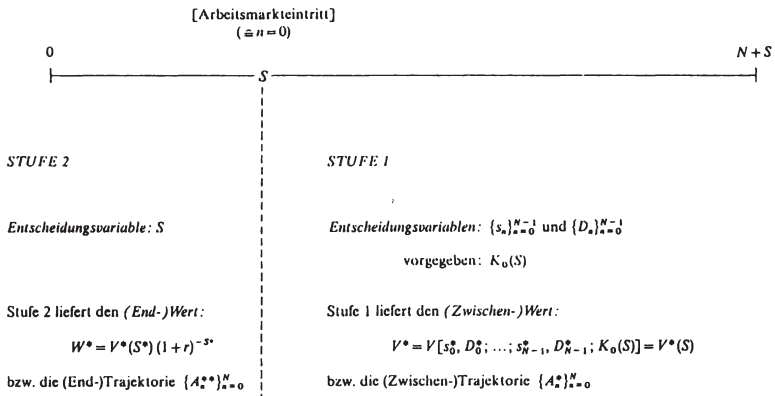 [Arbeitsmarkteintritt]
(≙ n = 0)
0 S N + S
STUFE 2
Entscheidungsvariable: S
Stufe 2 liefert den (End-)Wert:
W* = V*(S*) (1 + r)^{-S*}
bzw. die (End-)Trajektorie {A_n^{**}}_{n=0}^{N}
STUFE 1
Entscheidungsvariablen: {s_n}_{n=0}^{N-1} und {D_n}_{n=0}^{N-1}
vorgegeben: K_0(S)
Stufe 1 liefert den (Zwischen-)Wert:
V* = V[s_0^*, D_0^*; ...; s_{N-1}^*, D_{N-1}^*; K_0(S)] = V*(S)
bzw. die (Zwischen-)Trajektorie {A_n^*}_{n=0}^{N}